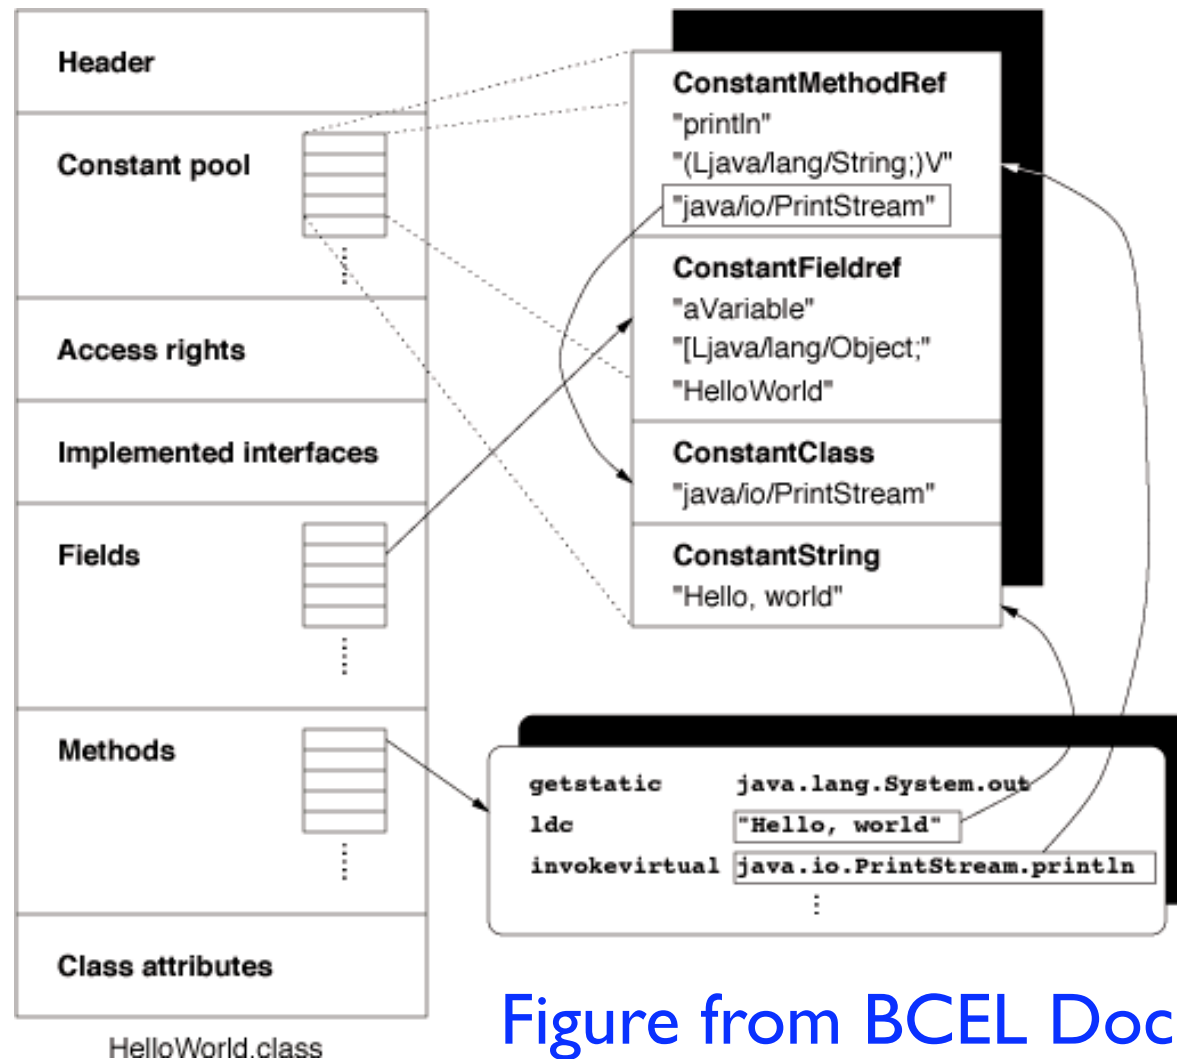 Header
Constant pool
Access rights
Implemented interfaces
Fields
Methods
Class attributes
HelloWorld.class
ConstantMethodRef
"println"
"(Ljava/lang/String;)V"
"java/io/PrintStream"
ConstantFieldref
"aVariable"
"[Ljava/lang/Object;"
"HelloWorld"
ConstantClass
"java/io/PrintStream"
ConstantString
"Hello, world"
getstatic java.lang.System.out
ldc "Hello, world"
invokevirtual java.io.PrintStream.println
Figure from BCEL Doc